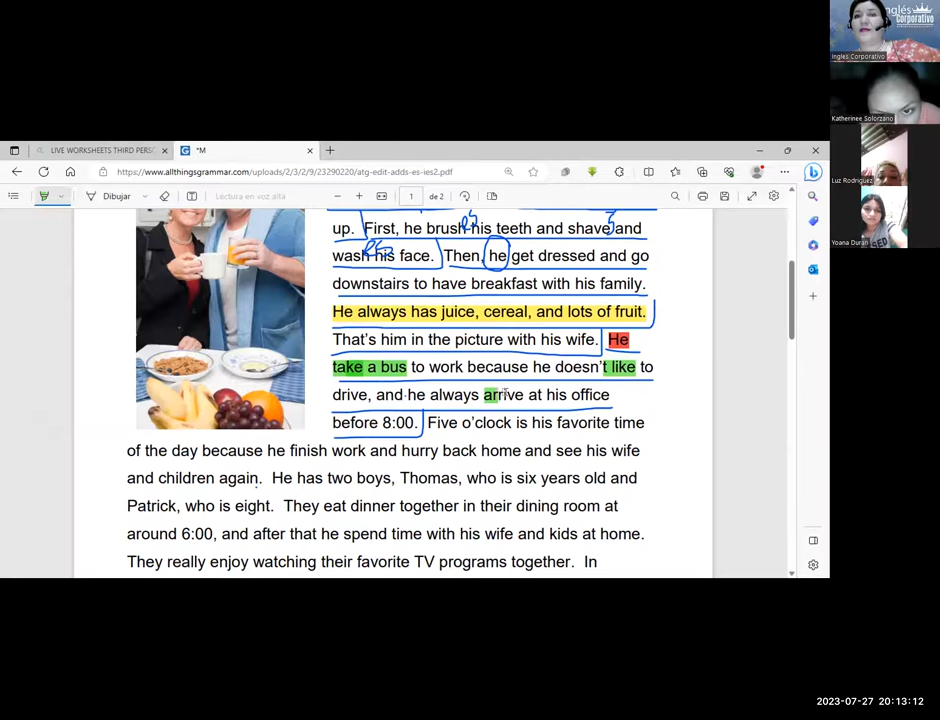 Inglés
Corporativo
Ingles Corporativo
Katherinee Solorzano
Luz Rodriguez
Yoana Duran
LIVE WORKSHEETS THIRD PERS
*M
https://www.allthingsgrammar.com/uploads/2/3/2/9/23290220/atg-edit-adds-es-ies2.pdf
Dibujar
Lectura en voz alta
1 de 2
up. First, he brush his teeth and shave and
es s
wash his face. Then, he get dressed and go
es
downstairs to have breakfast with his family.
He always has juice, cereal, and lots of fruit.
That's him in the picture with his wife. He
take a bus to work because he doesn't like to
drive, and he always arrive at his office
before 8:00. Five o'clock is his favorite time
of the day because he finish work and hurry back home and see his wife
and children again. He has two boys, Thomas, who is six years old and
Patrick, who is eight. They eat dinner together in their dining room at
around 6:00, and after that he spend time with his wife and kids at home.
They really enjoy watching their favorite TV programs together. In
2023-07-27 20:13:12